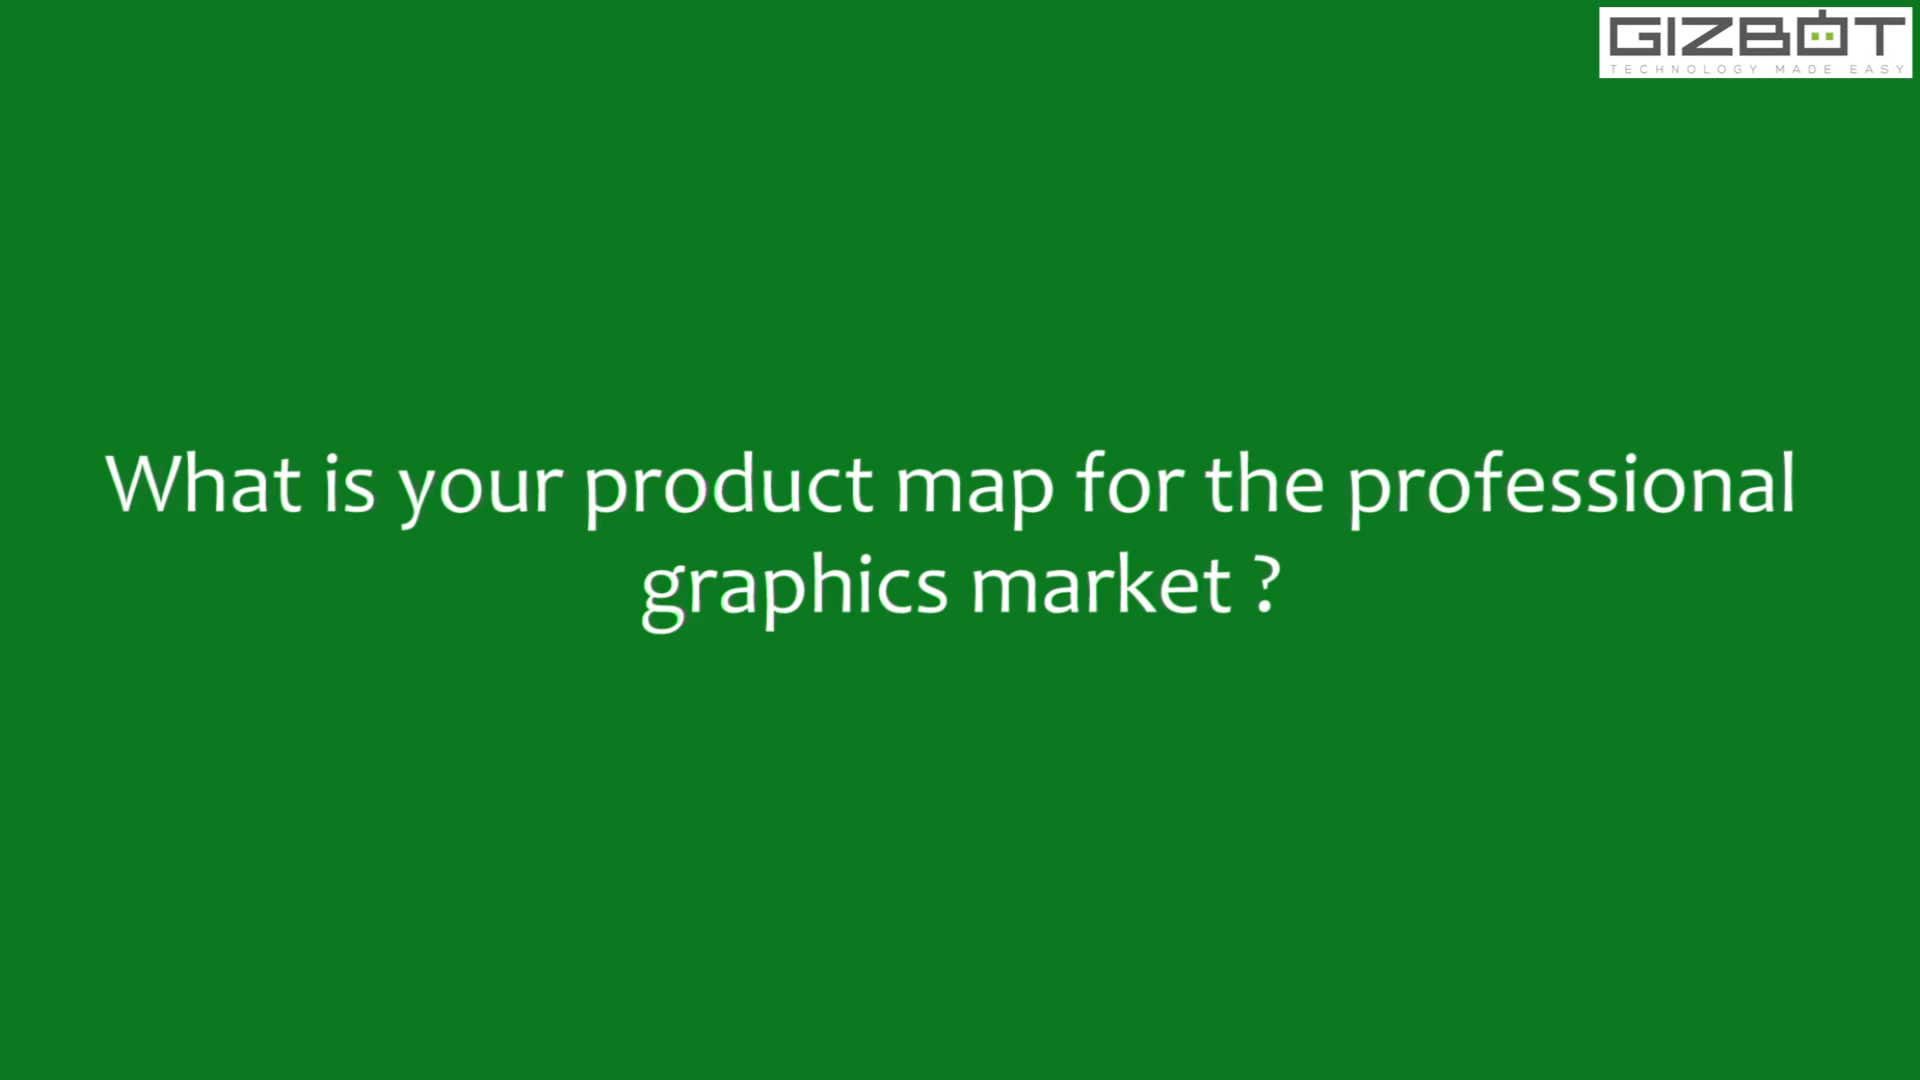 GIZBOT
TECHNOLOGY MADE EASY
What is your product map for the professional
graphics market ?